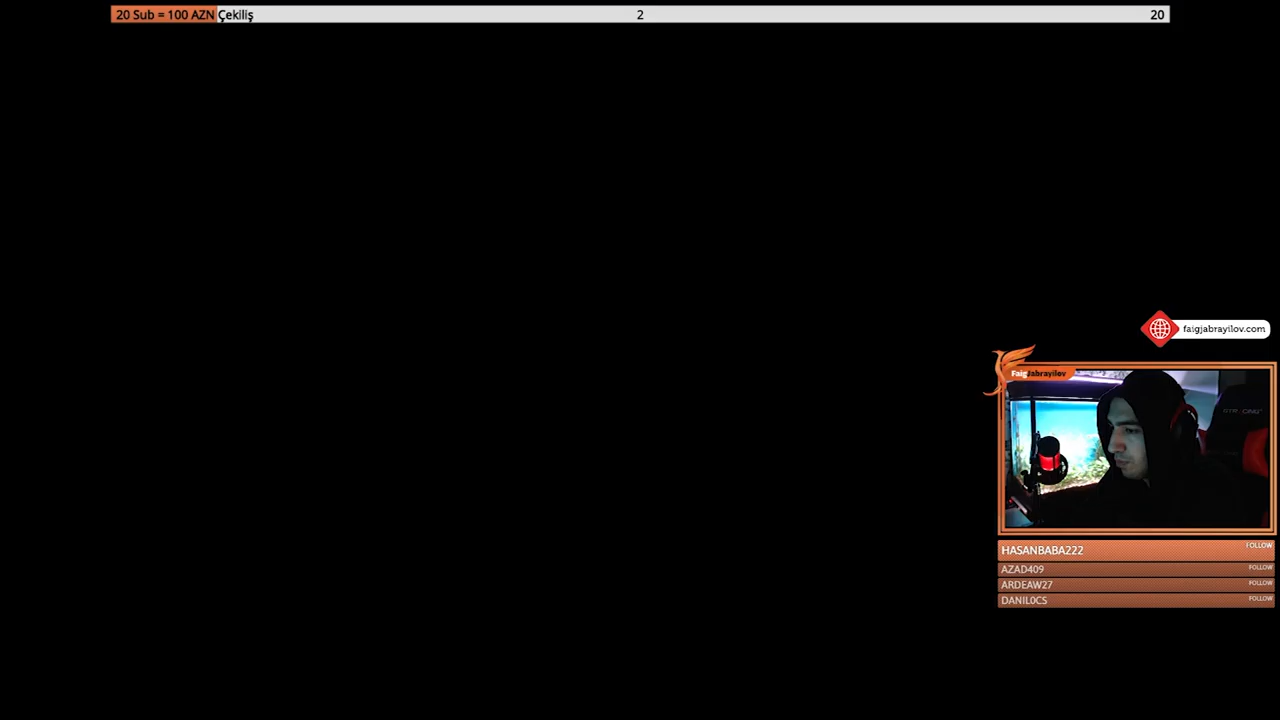 20 Sub = 100 AZN Çekiliş 2 20
faigjabrayilov.com
FaigJabrayilov
HASANBABA222 FOLLOW
AZAD409 FOLLOW
ARDEAW27 FOLLOW
DANIL0CS FOLLOW